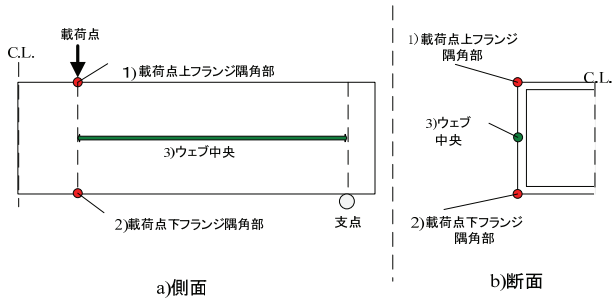 載荷点
C.L.
1)載荷点上フランジ隅角部
3)ウェブ中央
2)載荷点下フランジ隅角部
支点
a)側面
1)載荷点上フランジ
隅角部
C.L.
3)ウェブ
中央
2)載荷点下フランジ
隅角部
b)断面